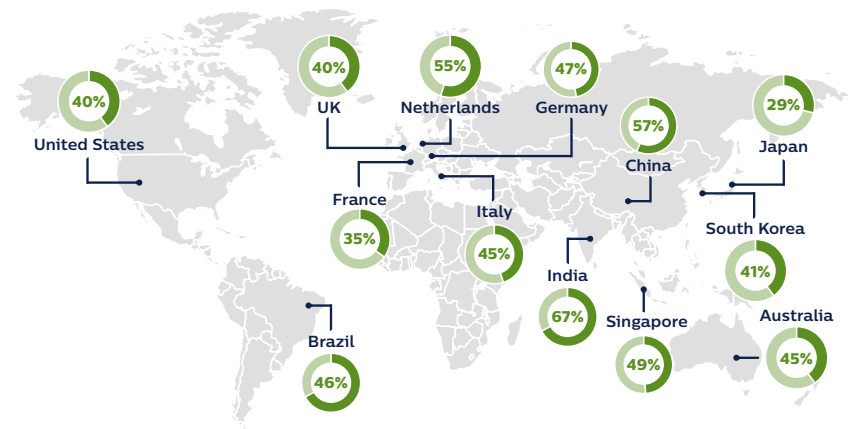 40%
United States
40%
UK
55%
Netherlands
47%
Germany
57%
China
29%
Japan
France
35%
Italy
45%
India
67%
South Korea
41%
Singapore
49%
Australia
45%
Brazil
46%